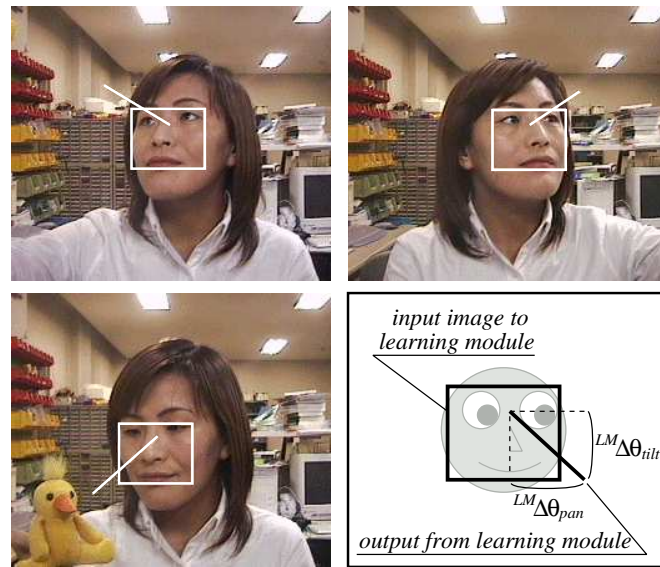 input image to
learning module
LMΔθtilt
LMΔθpan
output from learning module